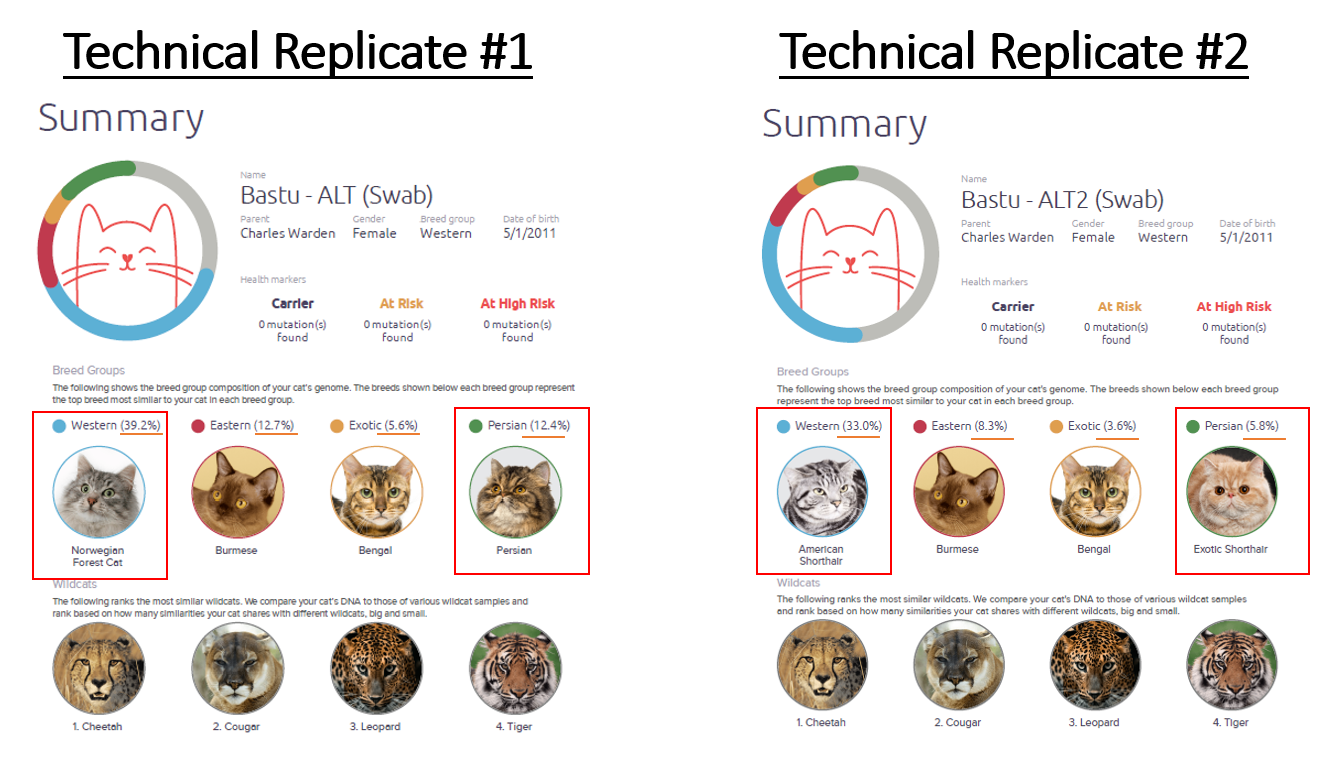 Technical Replicate #1
Summary
Name
Bastu - ALT (Swab)
Parent Gender Breed group Date of birth
Charles Warden Female Western 5/1/2011
Health markers
Carrier At Risk At High Risk
0 mutation(s) 0 mutation(s) 0 mutation(s)
found found found
Breed Groups
The following shows the breed group composition of your cat's genome. The breeds shown below each breed group represent
the top breed most similar to your cat in each breed group.
Western (39.2%) Eastern (12.7%) Exotic (5.6%) Persian (12.4%)
Norwegian Burmese Bengal Persian
Forest Cat
Wildcats
The following ranks the most similar wildcats. We compare your cat's DNA to those of various wildcat samples and
rank based on how many similarities your cat shares with different wildcats, big and small.
1. Cheetah 2. Cougar 3. Leopard 4. Tiger
Technical Replicate #2
Summary
Name
Bastu - ALT2 (Swab)
Parent Gender Breed group Date of birth
Charles Warden Female Western 5/1/2011
Health markers
Carrier At Risk At High Risk
0 mutation(s) 0 mutation(s) 0 mutation(s)
found found found
Breed Groups
The following shows the breed group composition of your cat's genome. The breeds shown below each breed group
represent the top breed most similar to your cat in each breed group.
Western (33.0%) Eastern (8.3%) Exotic (3.6%) Persian (5.8%)
American Burmese Bengal Exotic Shorthair
Shorthair
Wildcats
The following ranks the most similar wildcats. We compare your cat's DNA to those of various wildcat samples
and rank based on how many similarities your cat shares with different wildcats, big and small.
1. Cheetah 2. Cougar 3. Leopard 4. Tiger